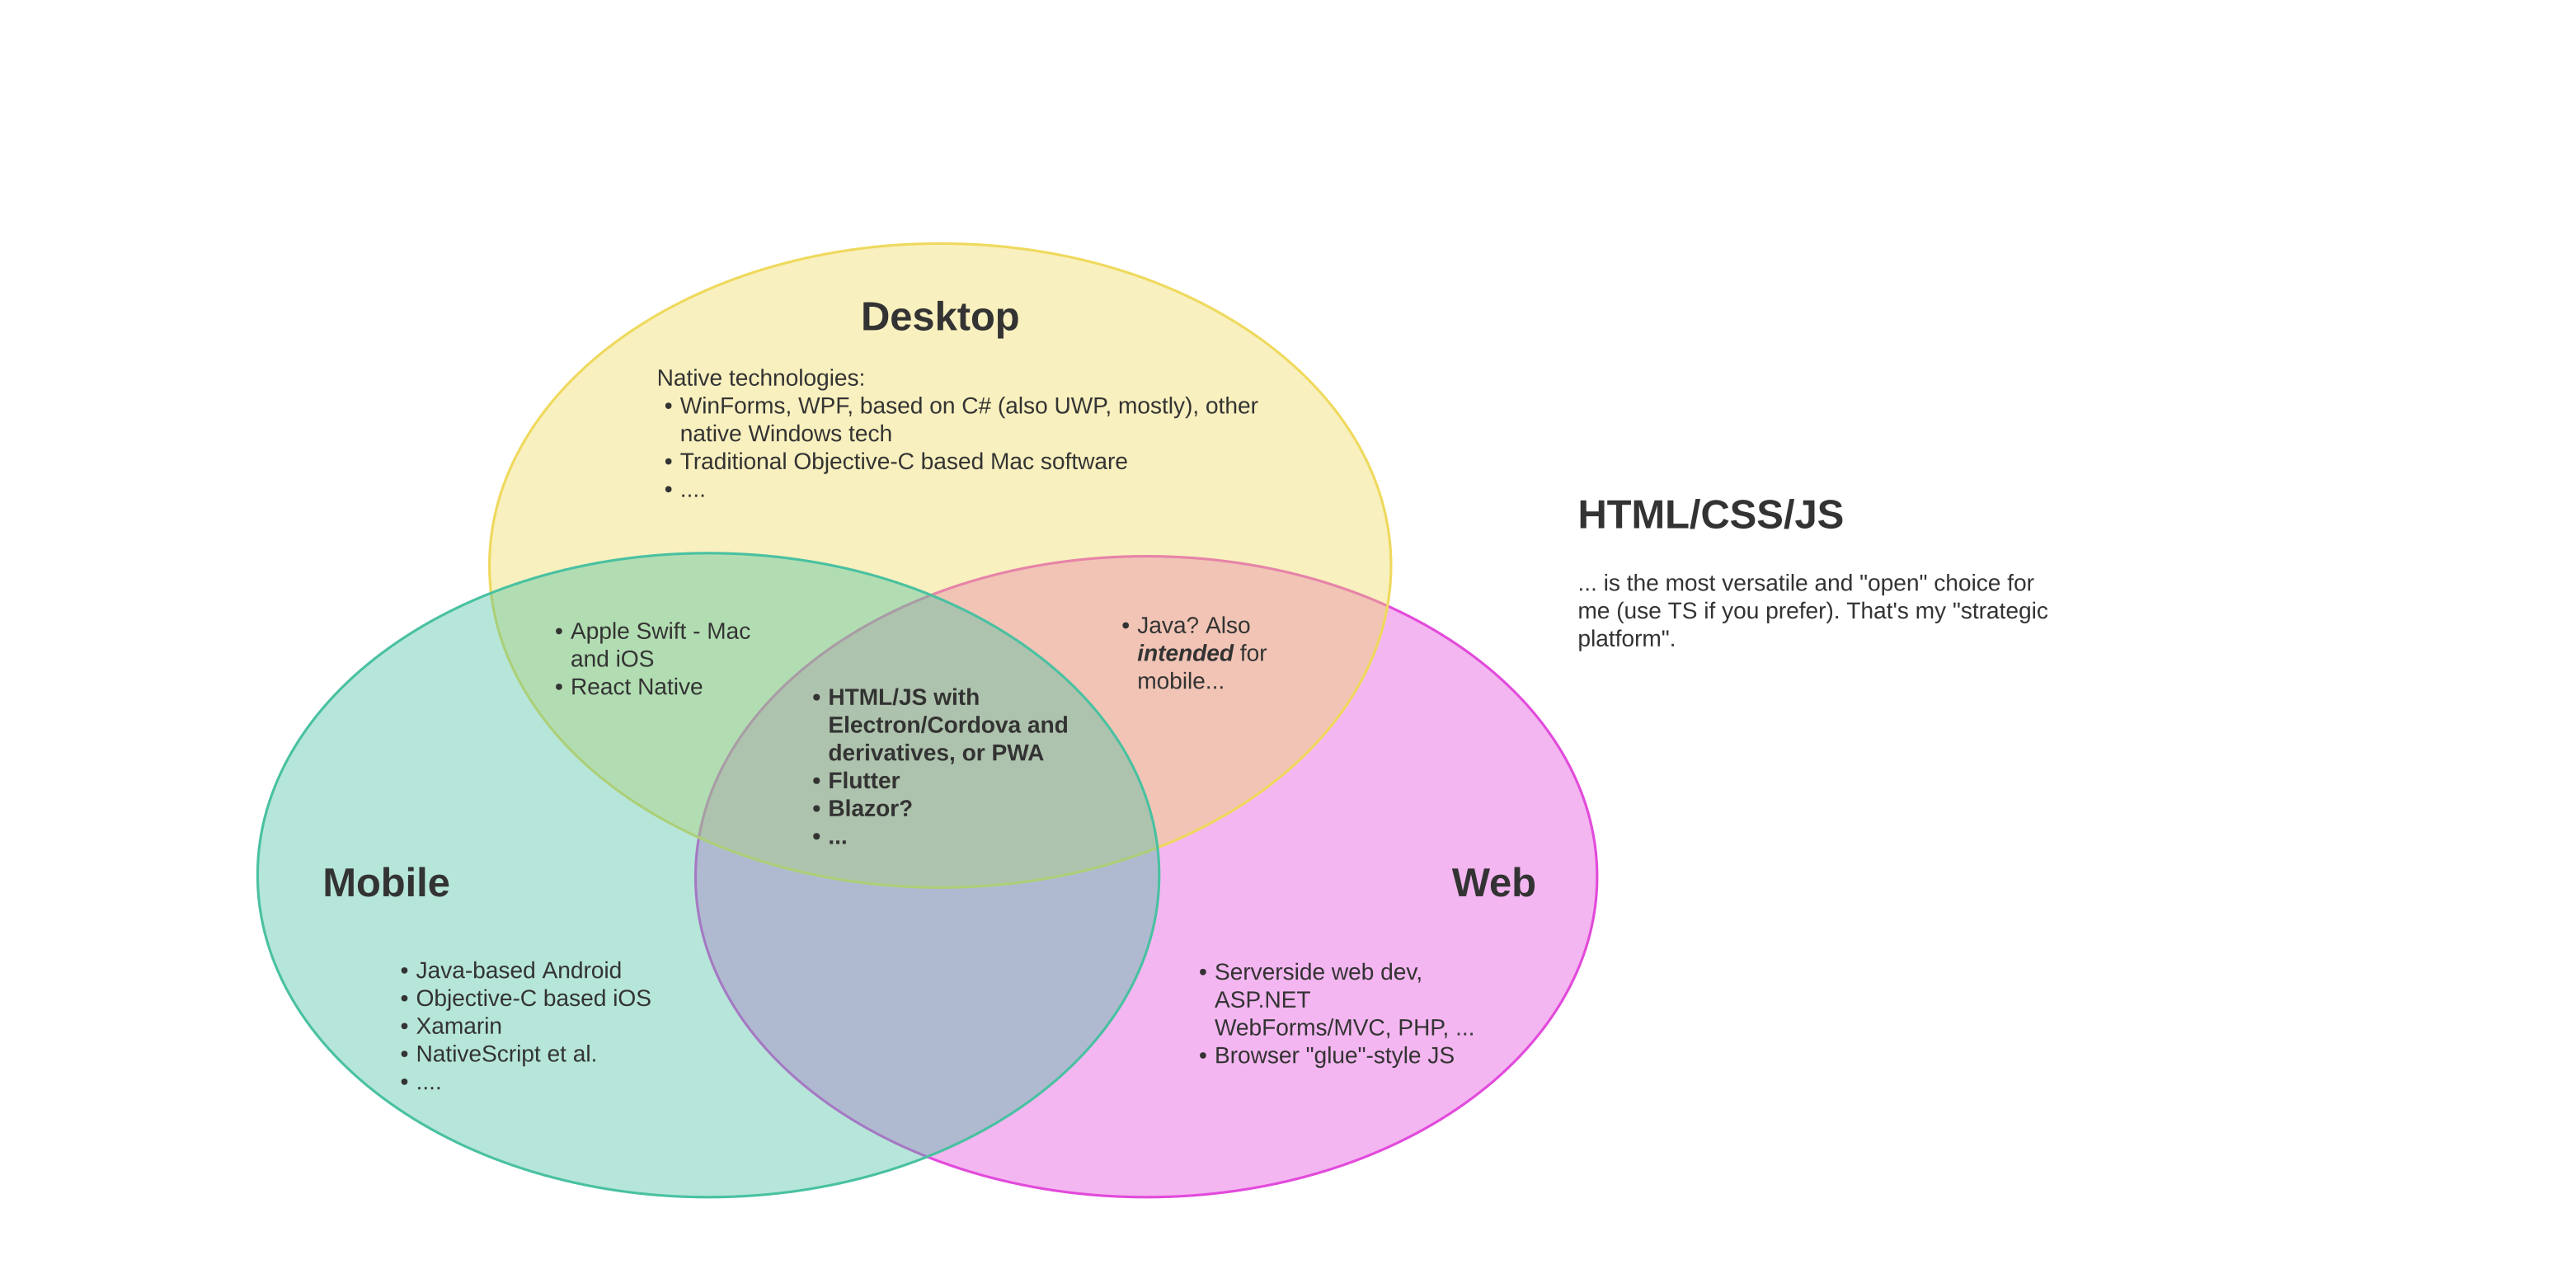 Desktop
Native technologies:
• WinForms, WPF, based on C# (also UWP, mostly), other
native Windows tech
• Traditional Objective-C based Mac software
• ....
HTML/CSS/JS
... is the most versatile and "open" choice for
me (use TS if you prefer). That's my "strategic
platform".
• Apple Swift - Mac
and iOS
• React Native
• Java? Also
intended for
mobile...
• HTML/JS with
Electron/Cordova and
derivatives, or PWA
• Flutter
• Blazor?
• ...
Mobile
• Java-based Android
• Objective-C based iOS
• Xamarin
• NativeScript et al.
• ....
Web
• Serverside web dev,
ASP.NET
WebForms/MVC, PHP, ...
• Browser "glue"-style JS